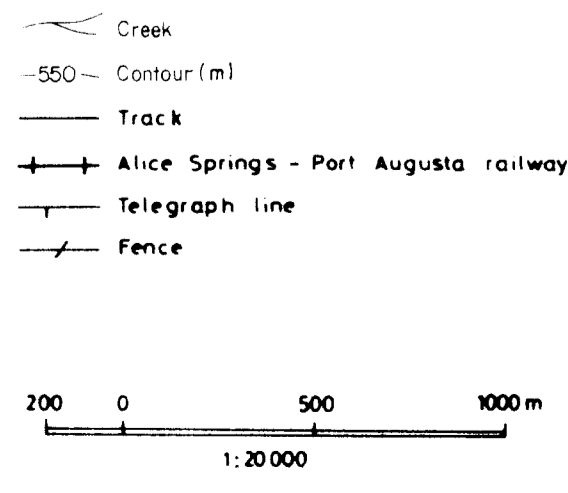 Creek
550 Contour (m)
Track
Alice Springs - Port Augusta railway
Telegraph line
Fence
200 0 500 1000 m
1:20 000